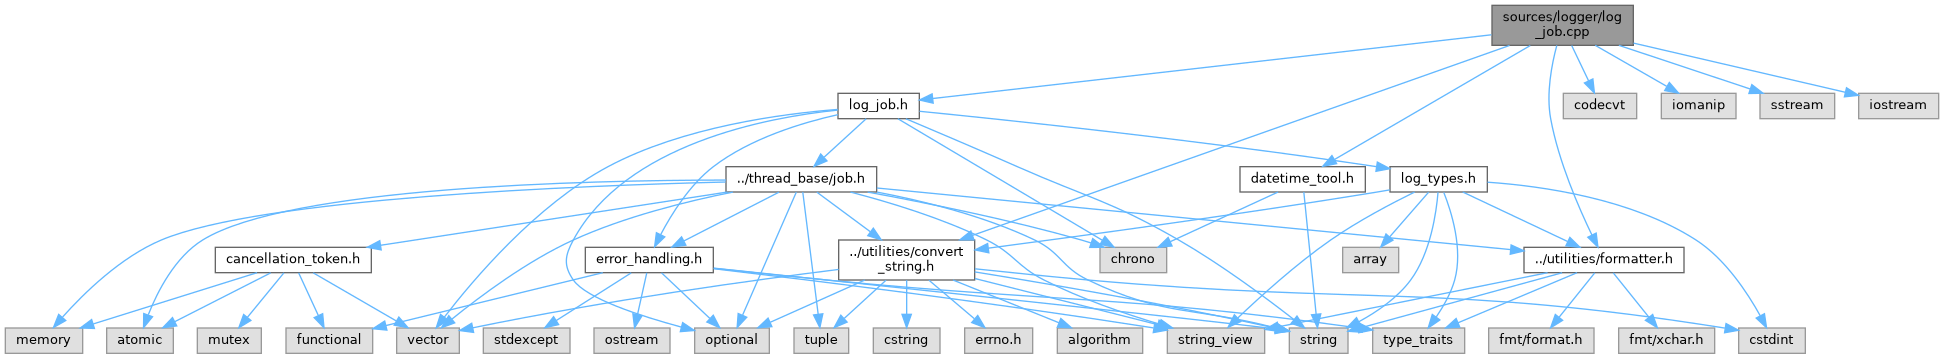 sources/logger/log
_job.cpp
log_job.h
codecvt
iomanip
sstream
iostream
../thread_base/job.h
datetime_tool.h
log_types.h
cancellation_token.h
error_handling.h
../utilities/convert
_string.h
chrono
array
../utilities/formatter.h
memory
atomic
mutex
functional
vector
stdexcept
ostream
optional
tuple
cstring
errno.h
algorithm
string_view
string
type_traits
fmt/format.h
fmt/xchar.h
cstdint